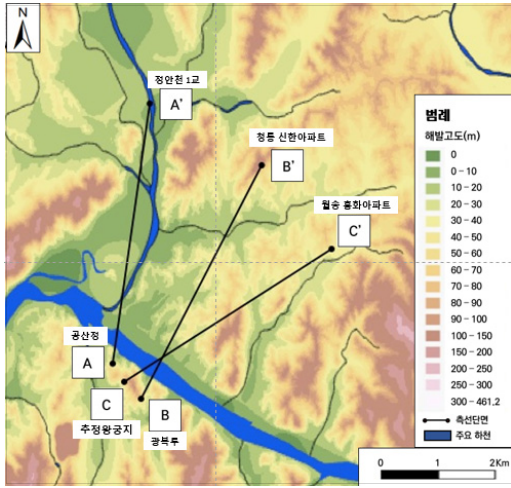 N
정안천 1교
A'
청룡 신한아파트
B'
월송 흥화아파트
C'
공산정
A
C
추정왕궁지
B
광복루
범례
해발고도(m)
0
0 - 10
10 - 20
20 - 30
30 - 40
40 - 50
50 - 60
60 - 70
70 - 80
80 - 90
90 - 100
100 - 150
150 - 200
200 - 250
250 - 300
300 - 461.2
측선단면
주요 하천
0 1 2Km